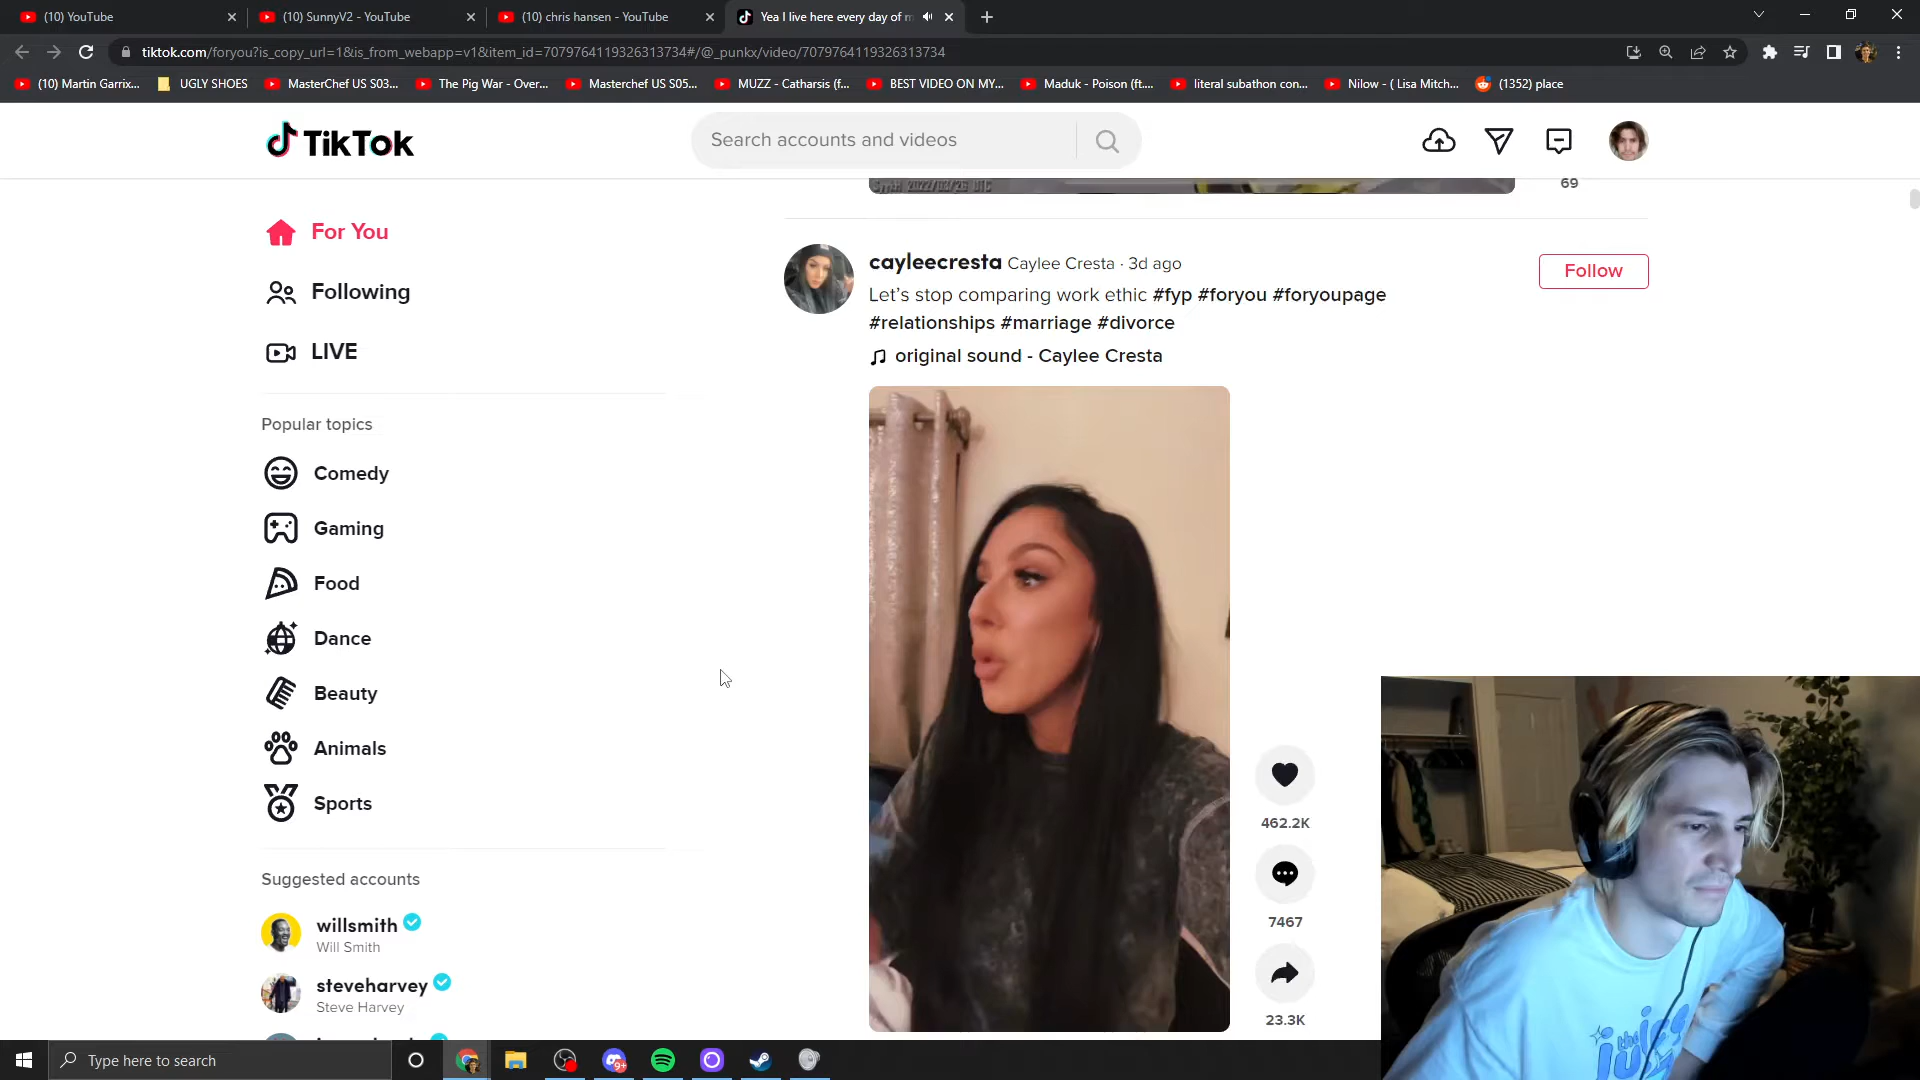 (10) YouTube
(10) SunnyV2 - YouTube
(10) chris hansen - YouTube
Yea I live here every day of m
tiktok.com/foryou?is_copy_url=1&is_from_webapp=v1&item_id=7079764119326313734#/@_punkx/video/7079764119326313734
(10) Martin Garrix...
UGLY SHOES
MasterChef US S03...
The Pig War - Over...
Masterchef US S05...
MUZZ - Catharsis (f...
BEST VIDEO ON MY...
Maduk - Poison (ft....
literal subathon con...
Nilow - ( Lisa Mitch...
(1352) place
TikTok
Search accounts and videos
2022/03/26 UTC
69
For You
Following
LIVE
Popular topics
Comedy
Gaming
Food
Dance
Beauty
Animals
Sports
Suggested accounts
willsmith
Will Smith
steveharvey
Steve Harvey
cayleecresta Caylee Cresta · 3d ago
Follow
Let's stop comparing work ethic #fyp #foryou #foryoupage
#relationships #marriage #divorce
original sound - Caylee Cresta
462.2K
7467
23.3K
the
Type here to search
9+